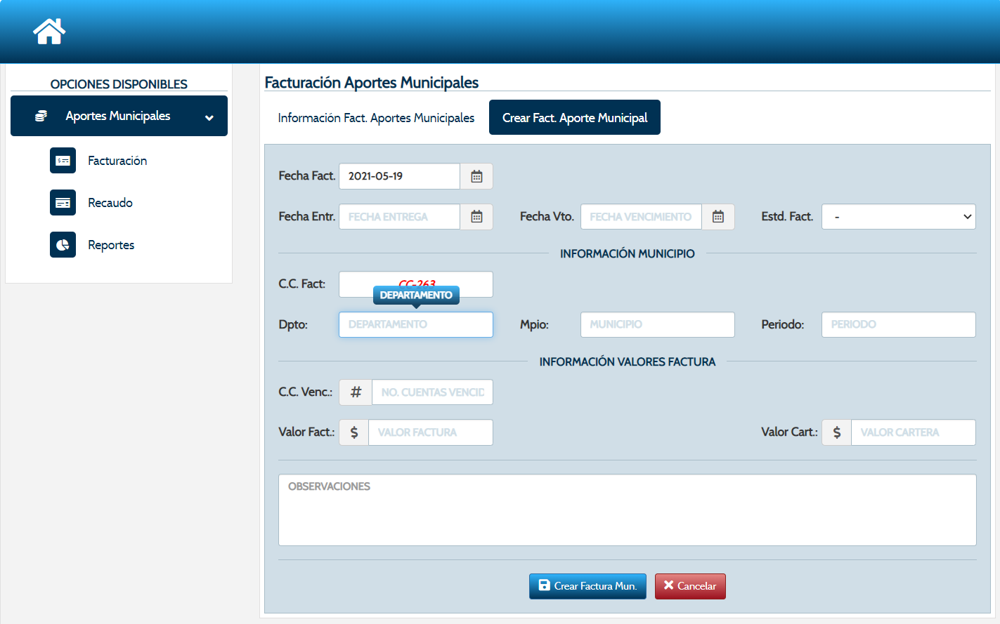 OPCIONES DISPONIBLES
Aportes Municipales
Facturación
Recaudo
Reportes
Facturación Aportes Municipales
Información Fact. Aportes Municipales
Crear Fact. Aporte Municipal
Fecha Fact. 2021-05-19
Fecha Entr. FECHA ENTREGA Fecha Vto. FECHA VENCIMIENTO Estd. Fact. -
INFORMACIÓN MUNICIPIO
C.C. Fact: CC-263
DEPARTAMENTO
Dpto: DEPARTAMENTO Mpio: MUNICIPIO Periodo: PERIODO
INFORMACIÓN VALORES FACTURA
C.C. Venc.: # NO. CUENTAS VENCID
Valor Fact.: $ VALOR FACTURA Valor Cart.: $ VALOR CARTERA
OBSERVACIONES
Crear Factura Mun. Cancelar